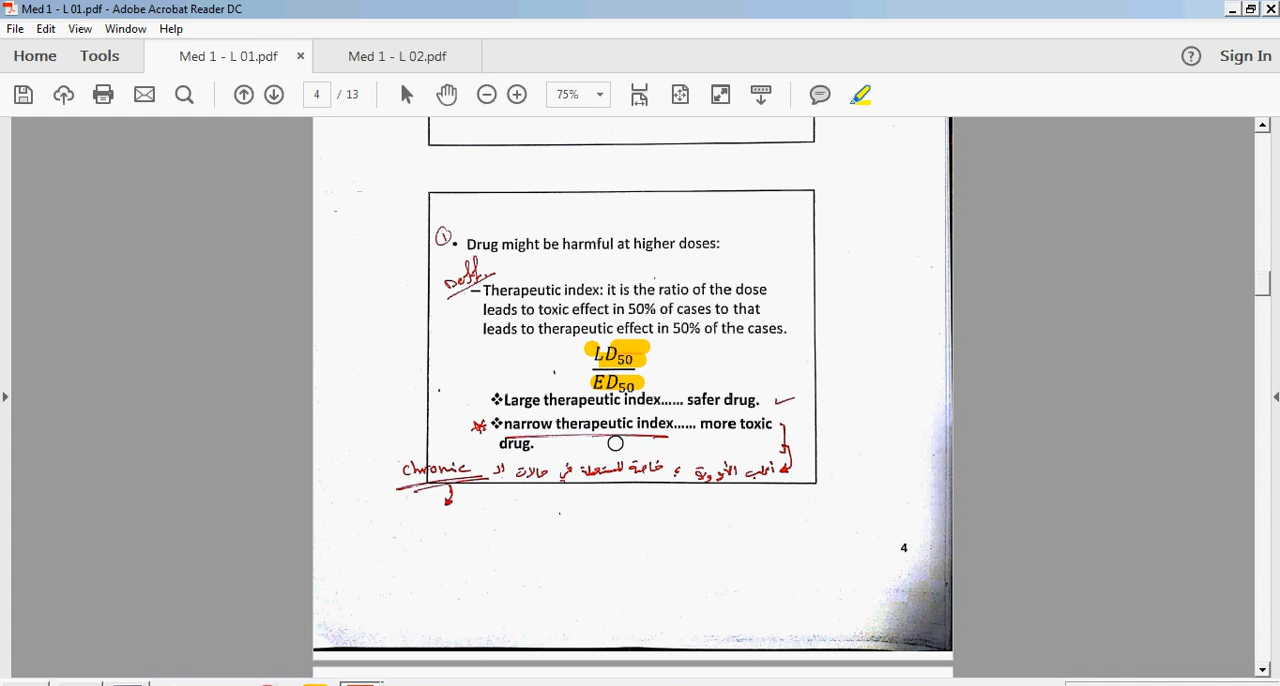 Med 1 - L 01.pdf - Adobe Acrobat Reader DC
File Edit View Window Help
Home Tools Med 1 - L 01.pdf × Med 1 - L 02.pdf ? Sign In
4 / 13 75%
① • Drug might be harmful at higher doses:
Deff.
– Therapeutic index: it is the ratio of the dose
leads to toxic effect in 50% of cases to that
leads to therapeutic effect in 50% of the cases.
LD50
ED50
❖Large therapeutic index...... safer drug. ✓
❖narrow therapeutic index...... more toxic
drug.
أغلب الأدوية خاصة المستعملة في حالات الـ Chronic
4